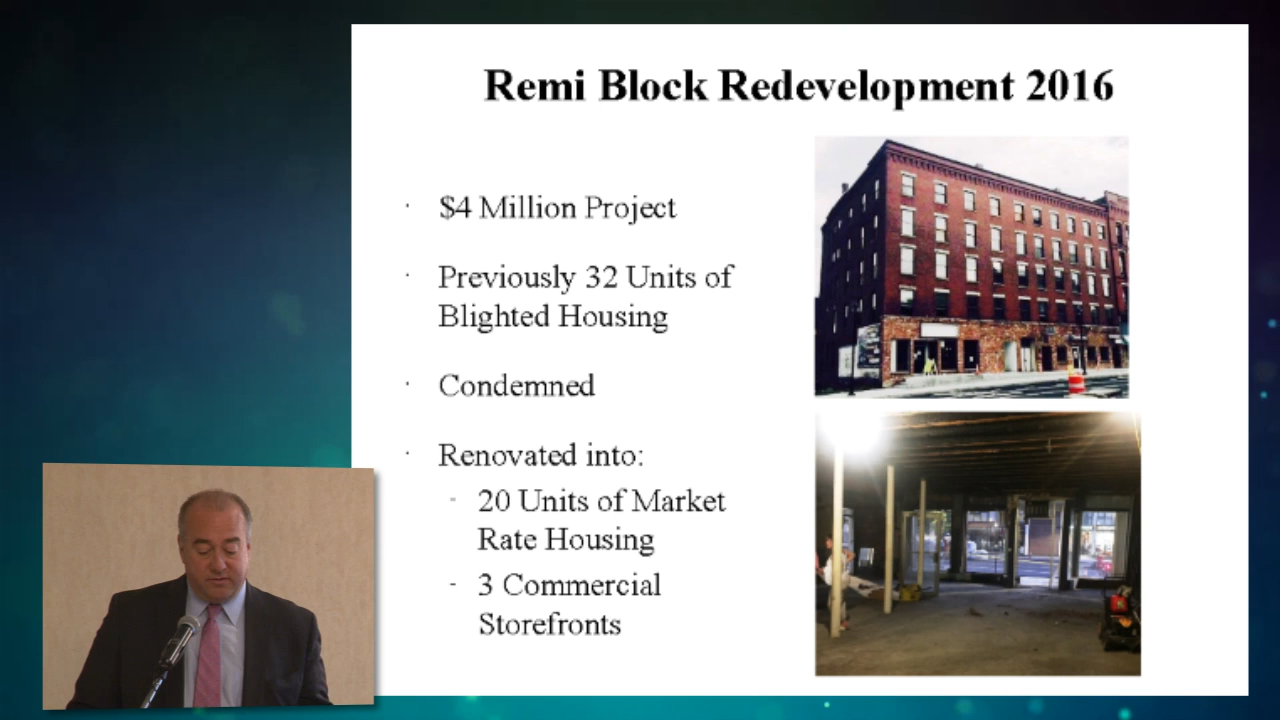 Remi Block Redevelopment 2016
· $4 Million Project
· Previously 32 Units of
Blighted Housing
· Condemned
· Renovated into:
- 20 Units of Market
Rate Housing
- 3 Commercial
Storefronts